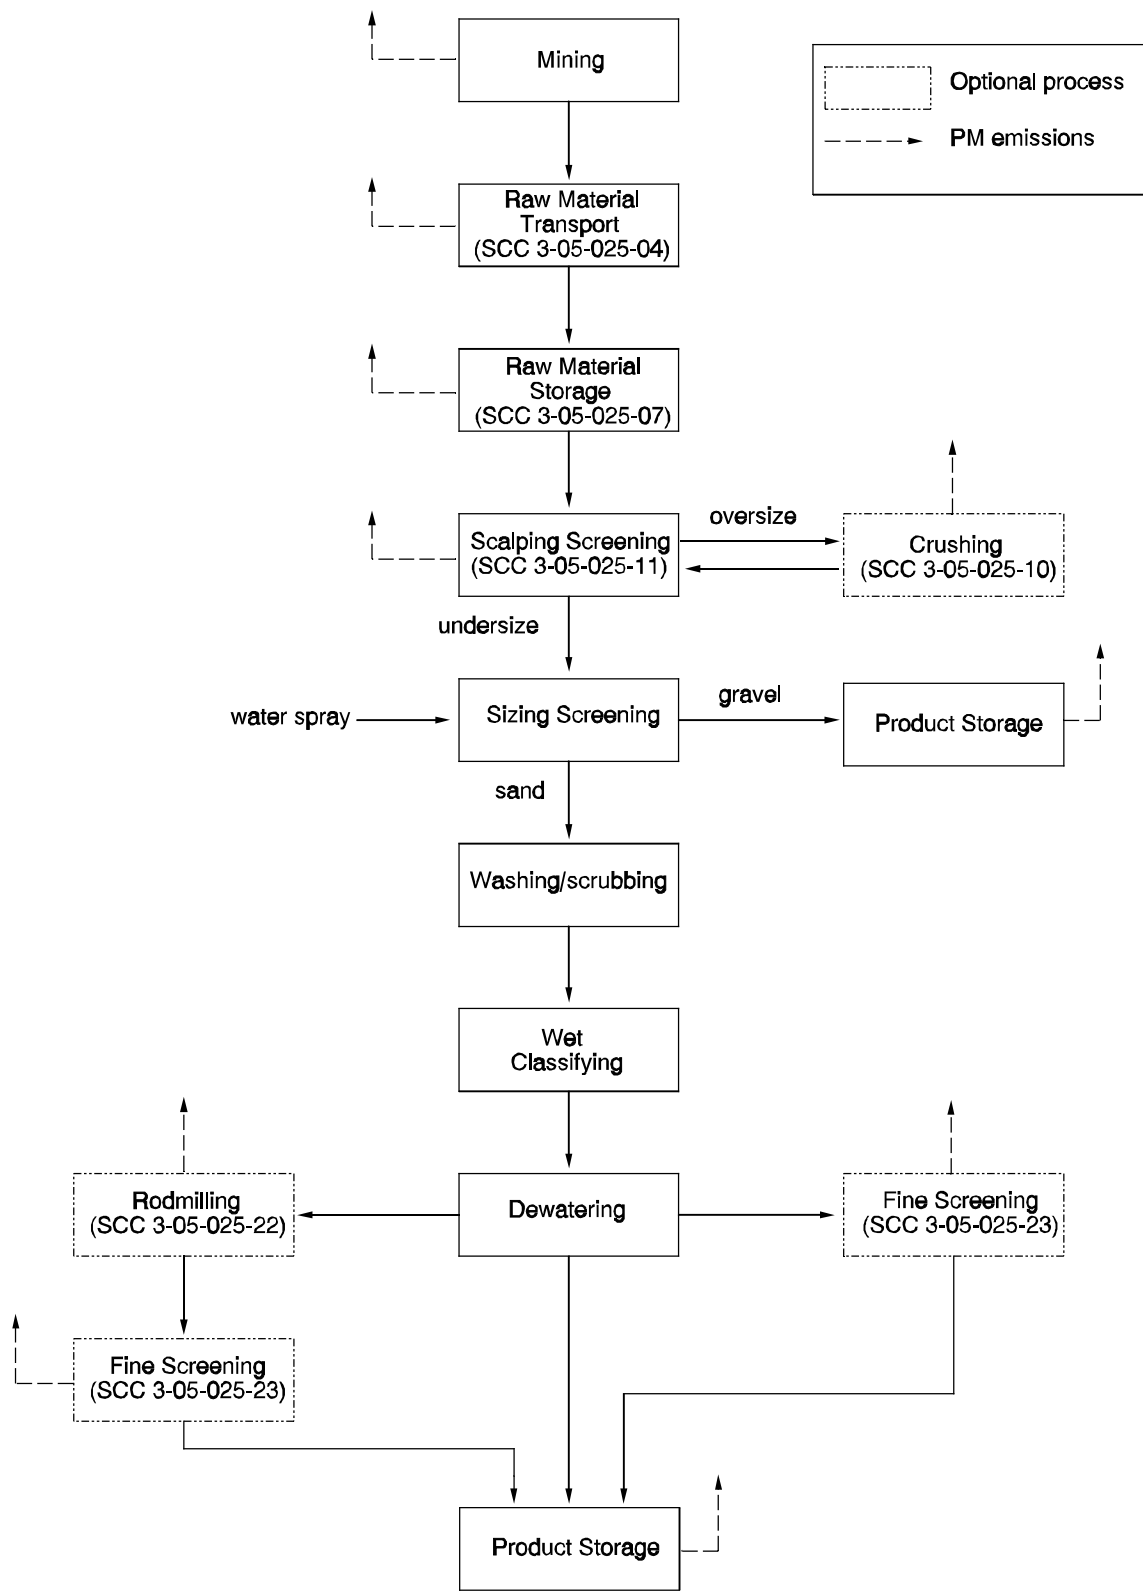 Mining
Optional process
PM emissions
Raw Material
Transport
(SCC 3-05-025-04)
Raw Material
Storage
(SCC 3-05-025-07)
oversize
Scalping Screening
(SCC 3-05-025-11)
Crushing
(SCC 3-05-025-10)
undersize
water spray
Sizing Screening
gravel
Product Storage
sand
Washing/scrubbing
Wet
Classifying
Rodmilling
(SCC 3-05-025-22)
Dewatering
Fine Screening
(SCC 3-05-025-23)
Fine Screening
(SCC 3-05-025-23)
Product Storage